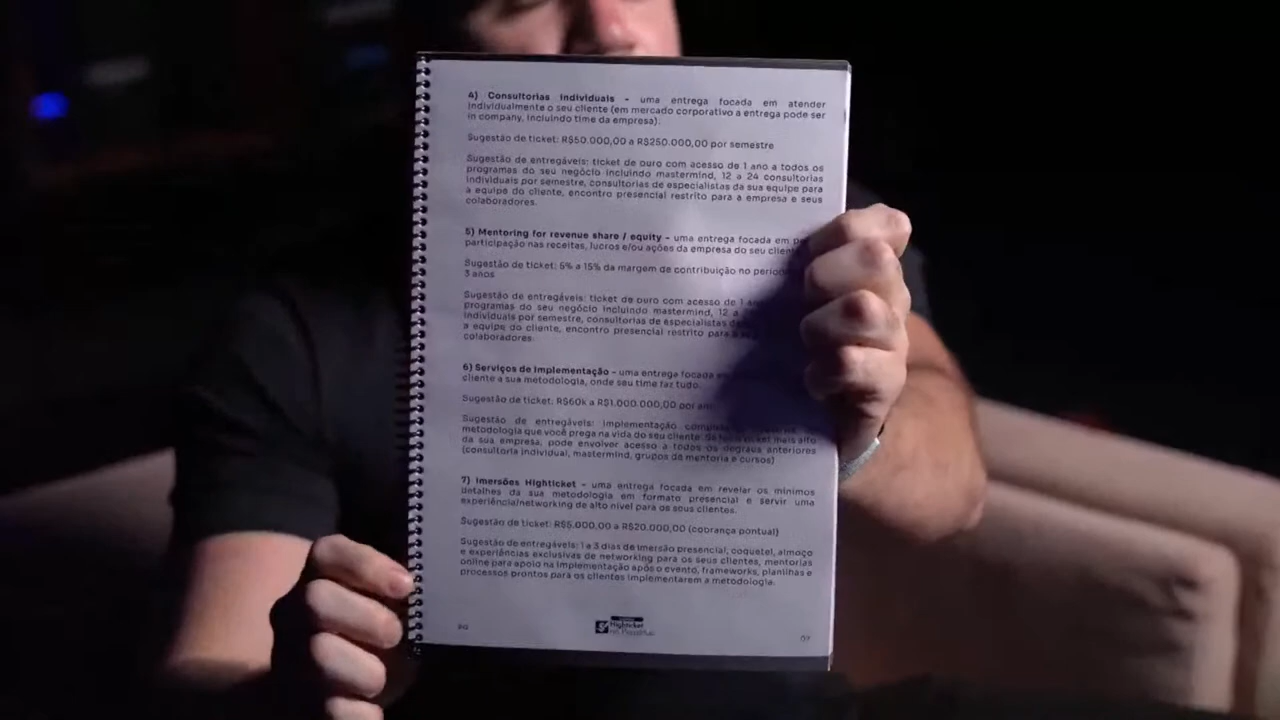 4) Consultorias Individuais - uma entrega focada em atender
individualmente o seu cliente (em mercado corporativo a entrega pode ser
in company, incluindo time da empresa).
Sugestão de ticket: R$50.000,00 a R$250.000,00 por semestre
Sugestão de entregáveis: ticket de ouro com acesso de 1 ano a todos os
programas do seu negócio incluindo mastermind, 12 a 24 consultorias
individuais por semestre, consultorias de especialistas da sua equipe para
a equipe do cliente, encontro presencial restrito para a empresa e seus
colaboradores.
5) Mentoring for revenue share / equity - uma entrega focada em
participação nas receitas, lucros e/ou ações da empresa do seu
Sugestão de ticket: 5% a 15% da margem de contribuição no
3 anos
Sugestão de entregáveis: ticket de ouro com acesso de 1
programas do seu negócio incluindo mastermind, 12 a
individuais por semestre, consultorias de especialistas
a equipe do cliente, encontro presencial restrito para
colaboradores.
6) Serviços de Implementação - uma entrega focada
cliente a sua metodologia, onde seu time faz tudo.
Sugestão de ticket: R$60k a R$1.000.000,00 por
Sugestão de entregáveis: Implementação
metodologia que você prega na vida do seu cliente. ticket mais alto
da sua empresa, pode envolver acesso a todos os degraus anteriores
(consultoria individual, mastermind, grupos de mentoria e cursos)
7) Imersões Highticket - uma entrega focada em revelar os mínimos
detalhes da sua metodologia em formato presencial e servir uma
experiência/networking de alto nível para os seus clientes.
Sugestão de ticket: R$5.000,00 a R$20.000,00 (cobrança pontual)
Sugestão de entregáveis: 1 a 3 dias de imersão presencial, coquetel, almoço
e experiências exclusivas de networking para os seus clientes, mentorias
online para apoio na implementação após o evento, frameworks, planilhas e
processos prontos para os clientes implementarem a metodologia.
Highticket
07